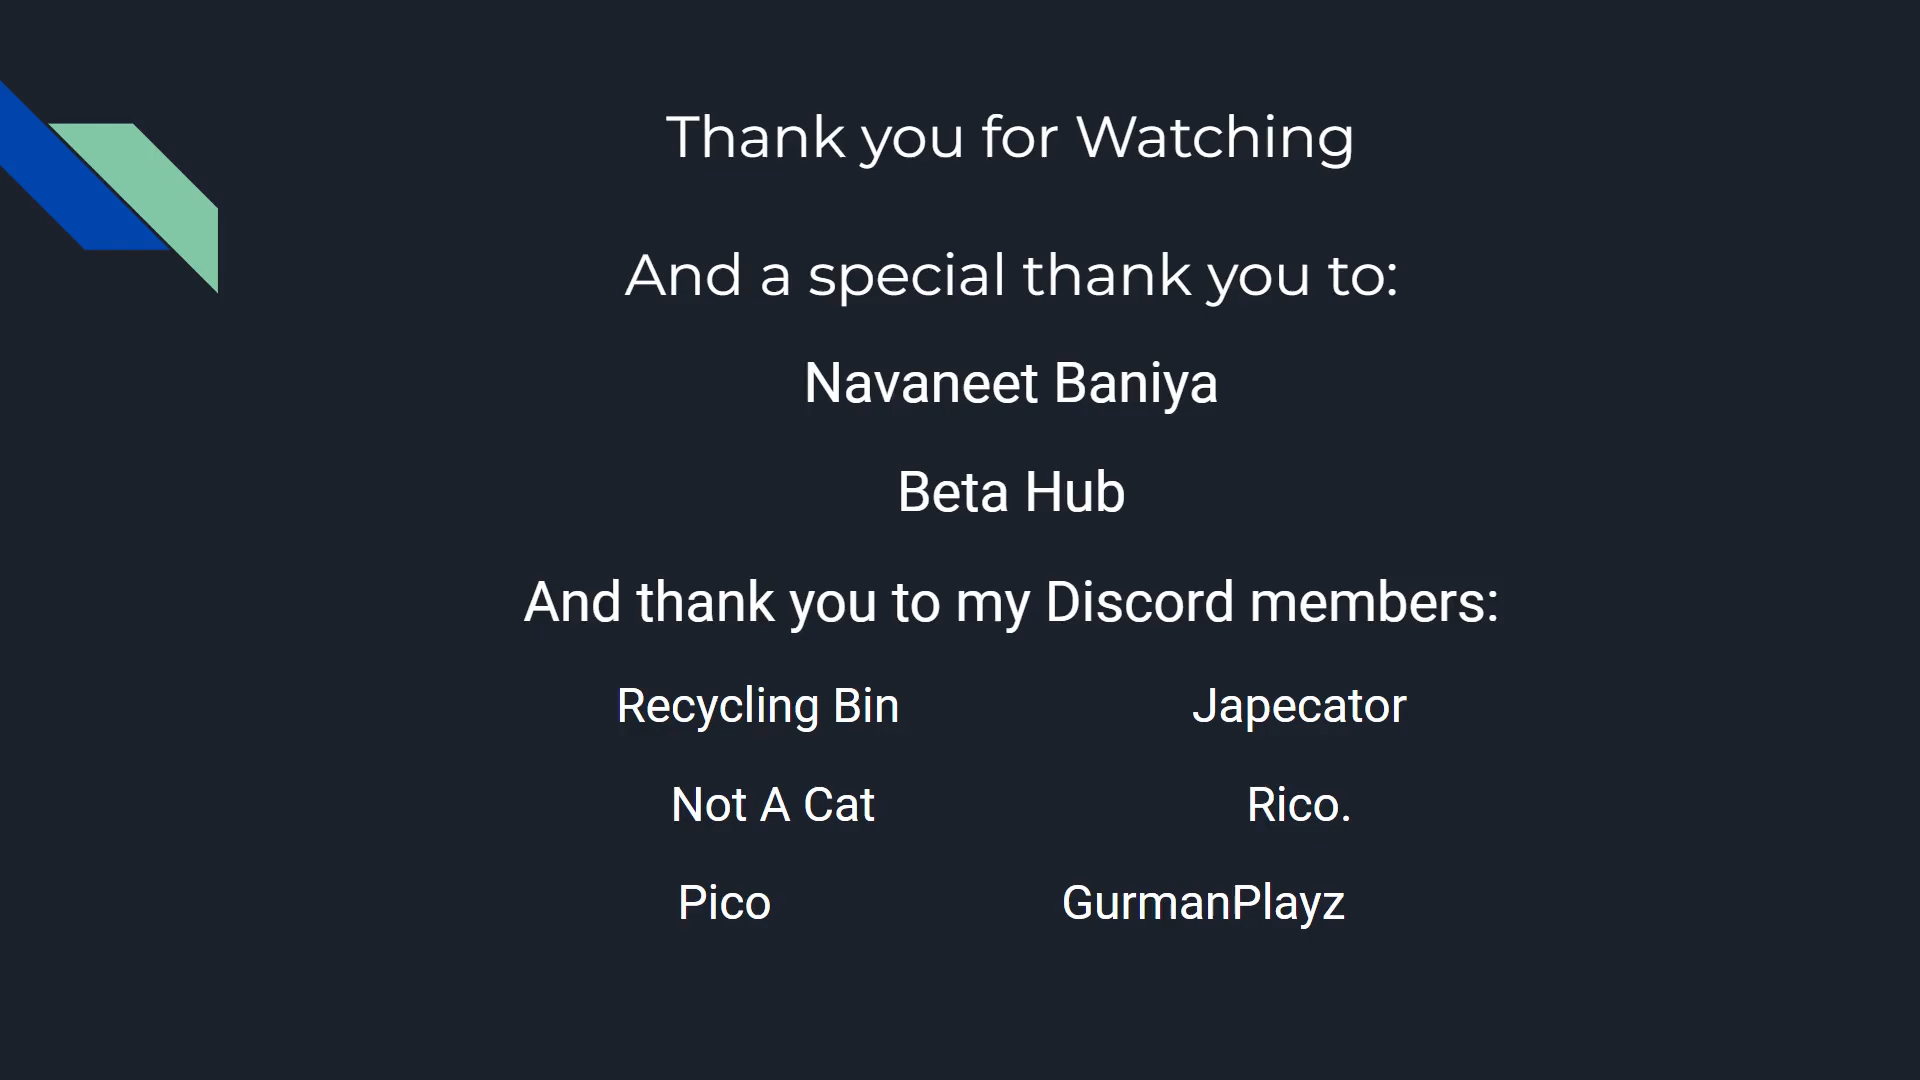 Thank you for Watching
And a special thank you to:
Navaneet Baniya
Beta Hub
And thank you to my Discord members:
Recycling Bin Japecator
Not A Cat Rico.
Pico GurmanPlayz